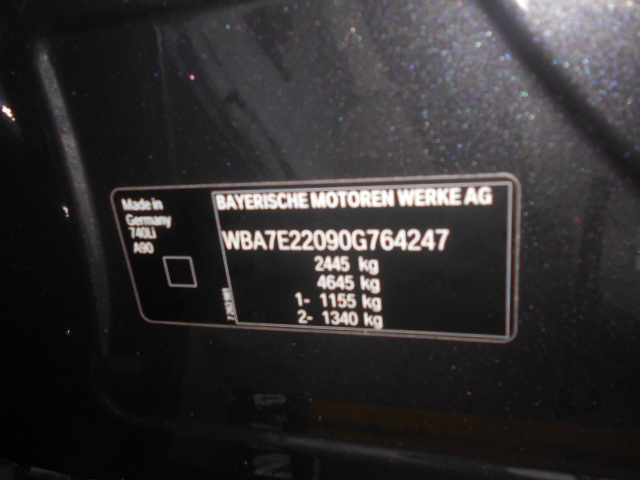 Made in
Germany
740Li
A90
BAYERISCHE MOTOREN WERKE AG
WBA7E22090G764247
2445 kg
4645 kg
1- 1155 kg
2- 1340 kg